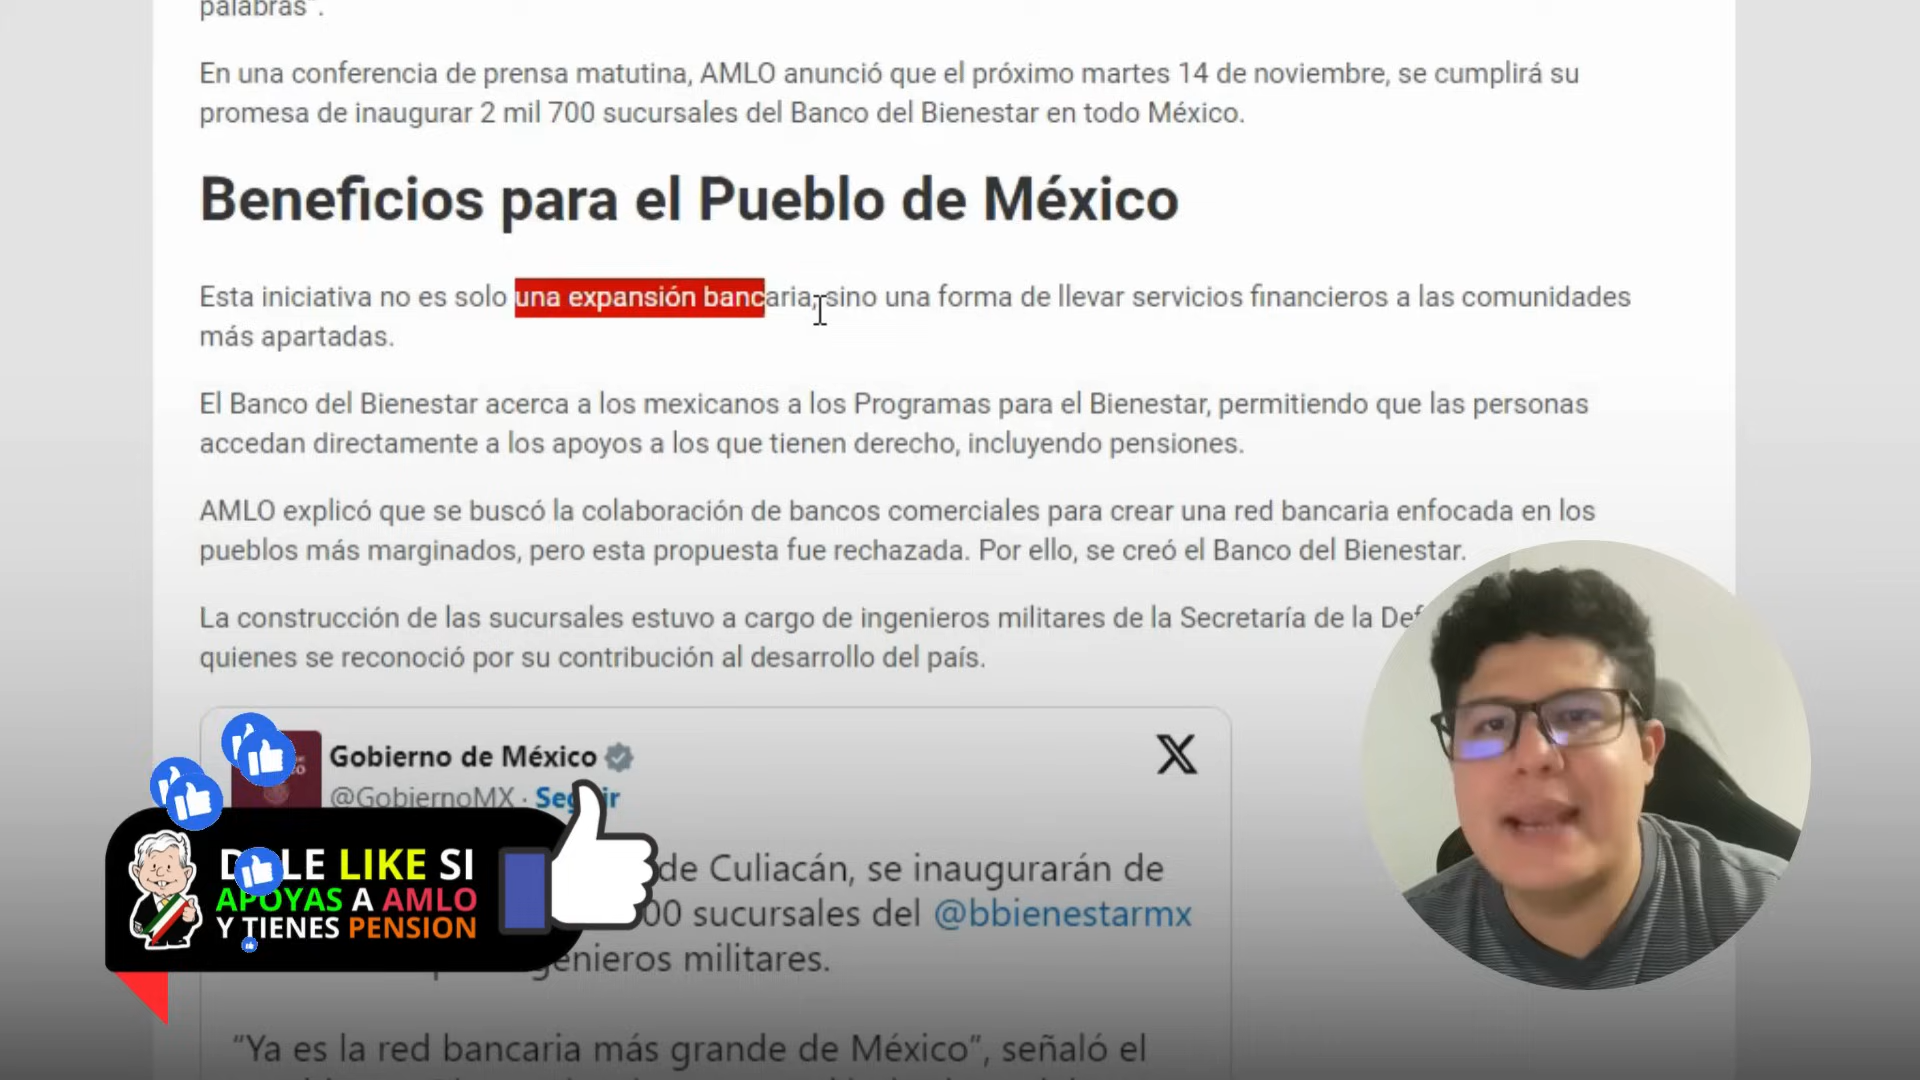 palabras".
En una conferencia de prensa matutina, AMLO anunció que el próximo martes 14 de noviembre, se cumplirá su
promesa de inaugurar 2 mil 700 sucursales del Banco del Bienestar en todo México.
Beneficios para el Pueblo de México
Esta iniciativa no es solo una expansión bancaria, sino una forma de llevar servicios financieros a las comunidades
más apartadas.
El Banco del Bienestar acerca a los mexicanos a los Programas para el Bienestar, permitiendo que las personas
accedan directamente a los apoyos a los que tienen derecho, incluyendo pensiones.
AMLO explicó que se buscó la colaboración de bancos comerciales para crear una red bancaria enfocada en los
pueblos más marginados, pero esta propuesta fue rechazada. Por ello, se creó el Banco del Bienestar.
La construcción de las sucursales estuvo a cargo de ingenieros militares de la Secretaría de la
quienes se reconoció por su contribución al desarrollo del país.
Gobierno de México
@GobiernoMX · Seguir
de Culiacán, se inaugurarán de
00 sucursales del @bbienestarmx
militares.
"Ya es la red bancaria más grande de México", señaló el
DALE LIKE SI
APOYAS A AMLO
Y TIENES PENSION